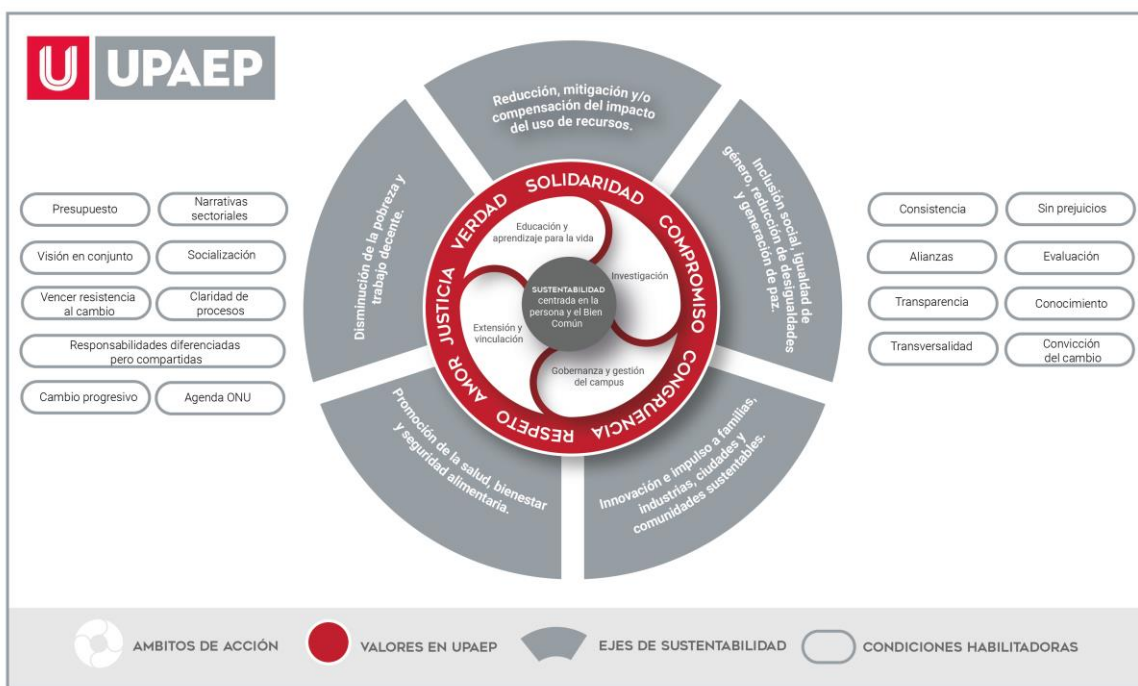 U UPAEP
Presupuesto
Narrativas
sectoriales
Visión en conjunto
Socialización
Vencer resistencia
al cambio
Claridad de
procesos
Responsabilidades diferenciadas
pero compartidas
Cambio progresivo
Agenda ONU
Reducción, mitigación y/o
compensación del impacto
del uso de recursos.
Inclusión social, igualdad de
género, reducción de desigualdades
y generación de paz.
Innovación e impulso a familias,
industrias, ciudades y
comunidades sustentables.
Promoción de la salud, bienestar
y seguridad alimentaria.
Disminución de la pobreza y
trabajo decente.
VERDAD SOLIDARIDAD COMPROMISO CONGRUENCIA RESPETO AMOR JUSTICIA
Educación y
aprendizaje para la vida
Investigación
Gobernanza y gestión
del campus
Extensión y
vinculación
SUSTENTABILIDAD
centrada en la
persona y el Bien
Común
Consistencia
Sin prejuicios
Alianzas
Evaluación
Transparencia
Conocimiento
Transversalidad
Convicción
del cambio
AMBITOS DE ACCIÓN
VALORES EN UPAEP
EJES DE SUSTENTABILIDAD
CONDICIONES HABILITADORAS